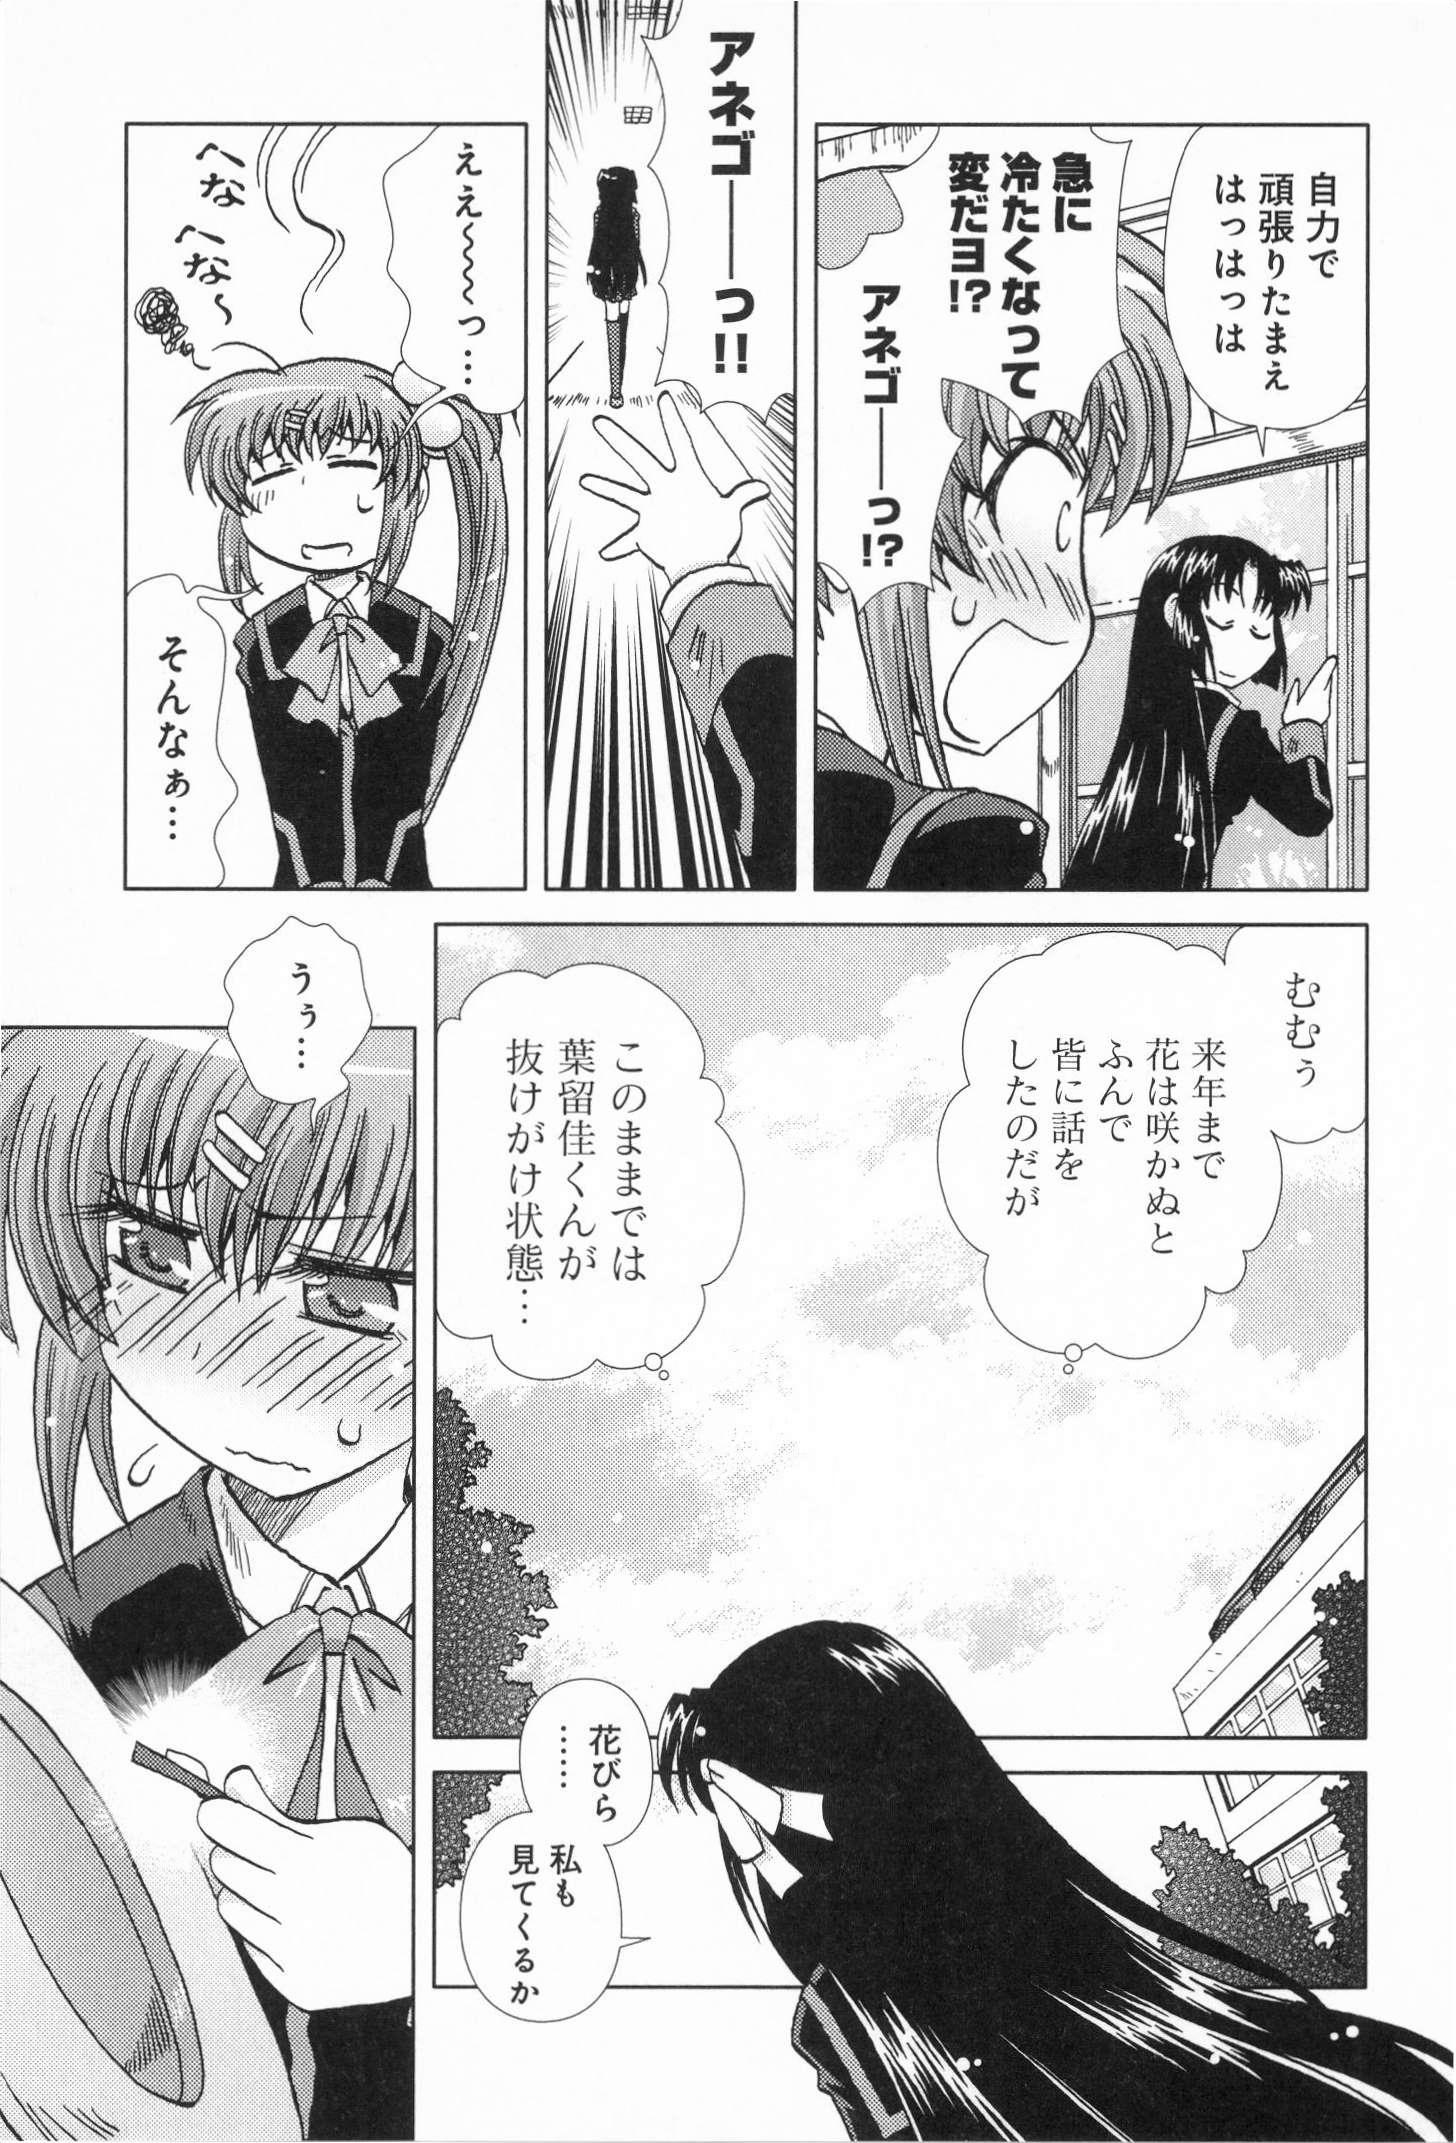 自力で
頑張りたまえ
はっはっは
急に
冷たくなって
変だヨ!?
アネゴ──っ!?
アネゴ──っ!!
ええ〜〜〜っ…
へな
へな〜
そんなぁ…
むむぅ
来年まで
花は咲かぬと
ふんで
皆に話を
したのだが
このままでは
葉留佳くんが
抜けがけ状態…
花びら
……
私も
見てくるか
うぅ…